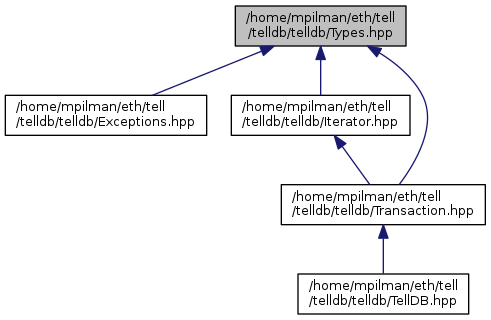 /home/mpilman/eth/tell
/telldb/telldb/Types.hpp
/home/mpilman/eth/tell
/telldb/telldb/Exceptions.hpp
/home/mpilman/eth/tell
/telldb/telldb/Iterator.hpp
/home/mpilman/eth/tell
/telldb/telldb/Transaction.hpp
/home/mpilman/eth/tell
/telldb/telldb/TellDB.hpp